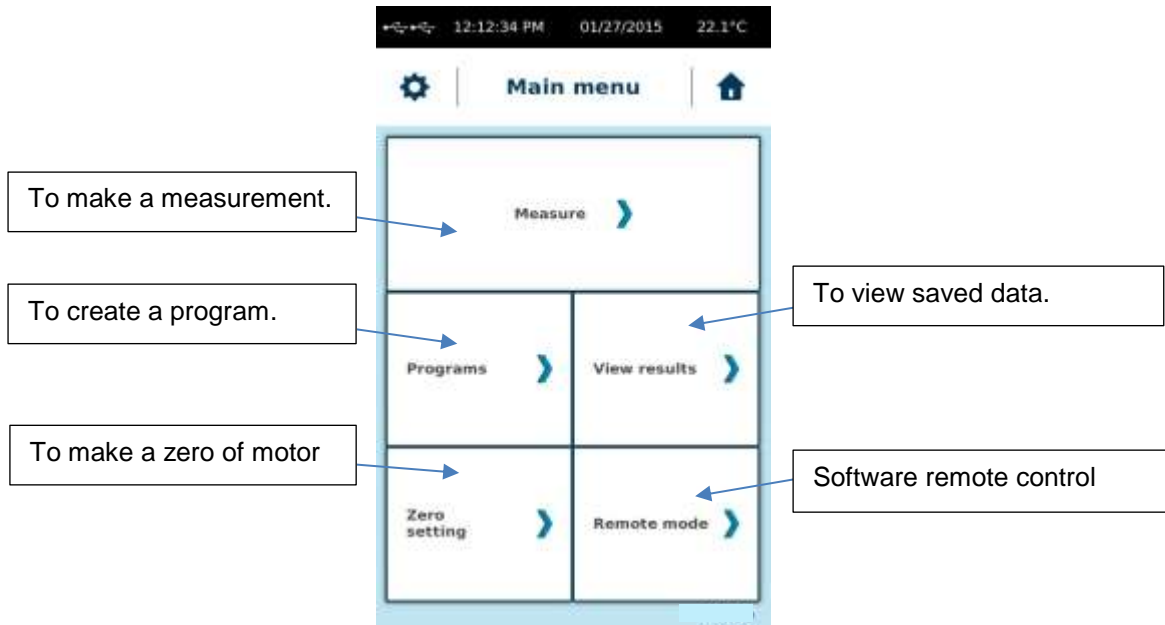 12:12:34 PM 01/27/2015 22.1°C
Main menu
To make a measurement.
Measure
To create a program.
To view saved data.
Programs
View results
To make a zero of motor
Software remote control
Zero
setting
Remote mode